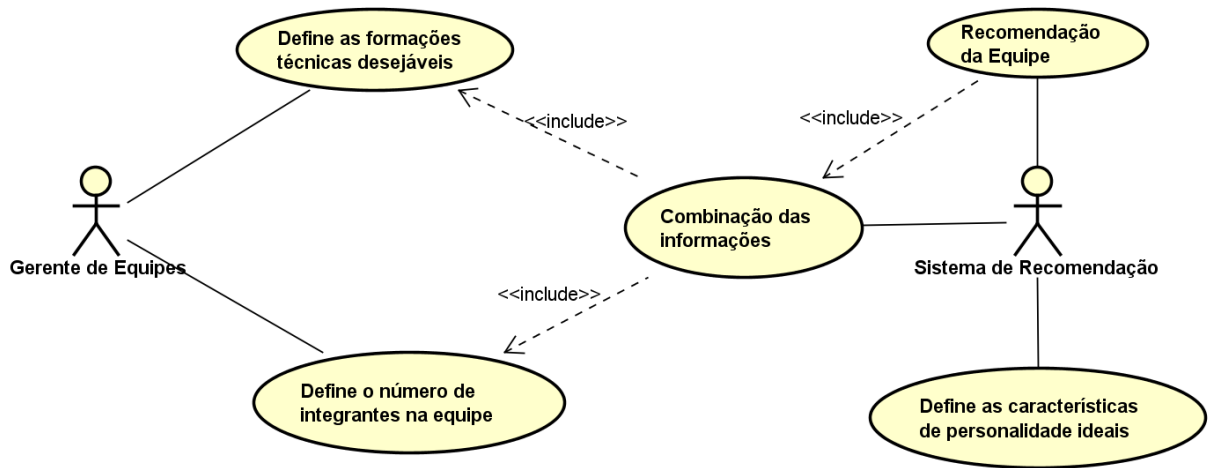 Define as formações
técnicas desejáveis
Recomendação
da Equipe
<<include>>
<<include>>
Combinação das
informações
Gerente de Equipes
Sistema de Recomendação
<<include>>
Define o número de
integrantes na equipe
Define as características
de personalidade ideais